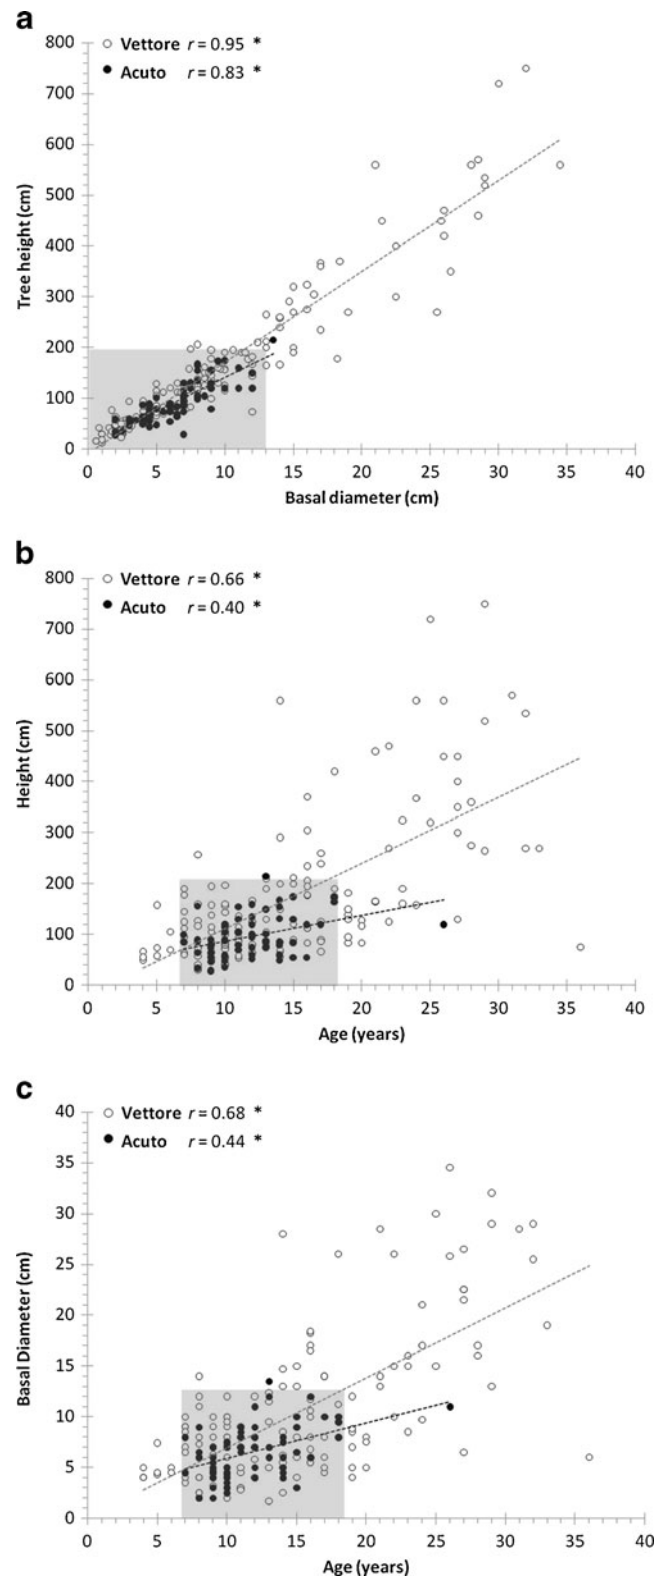 a
Vettore r = 0.95 *
Acuto r = 0.83 *
800
700
600
500
400
300
200
100
0
Tree height (cm)
0 5 10 15 20 25 30 35 40
Basal diameter (cm)
b
Vettore r = 0.66 *
Acuto r = 0.40 *
800
700
600
500
400
300
200
100
0
Height (cm)
0 5 10 15 20 25 30 35 40
Age (years)
c
Vettore r = 0.68 *
Acuto r = 0.44 *
40
35
30
25
20
15
10
5
0
Basal Diameter (cm)
0 5 10 15 20 25 30 35 40
Age (years)